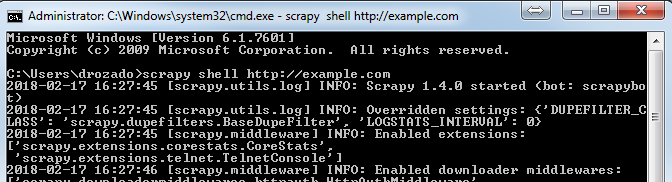 Administrator: C:\Windows\system32\cmd.exe - scrapy  shell http://example.com
Microsoft Windows [Version 6.1.7601]
Copyright (c) 2009 Microsoft Corporation.  All rights reserved.
C:\Users\drozado>scrapy shell http://example.com
2018-02-17 16:27:45 [scrapy.utils.log] INFO: Scrapy 1.4.0 started (bot: scrapybo
t)
2018-02-17 16:27:45 [scrapy.utils.log] INFO: Overridden settings: {'DUPEFILTER_C
LASS': 'scrapy.dupefilters.BaseDupeFilter', 'LOGSTATS_INTERVAL': 0}
2018-02-17 16:27:45 [scrapy.middleware] INFO: Enabled extensions:
['scrapy.extensions.corestats.CoreStats',
 'scrapy.extensions.telnet.TelnetConsole']
2018-02-17 16:27:46 [scrapy.middleware] INFO: Enabled downloader middlewares:
['scrapy.downloadermiddlewares.httpauth.HttpAuthMiddleware',